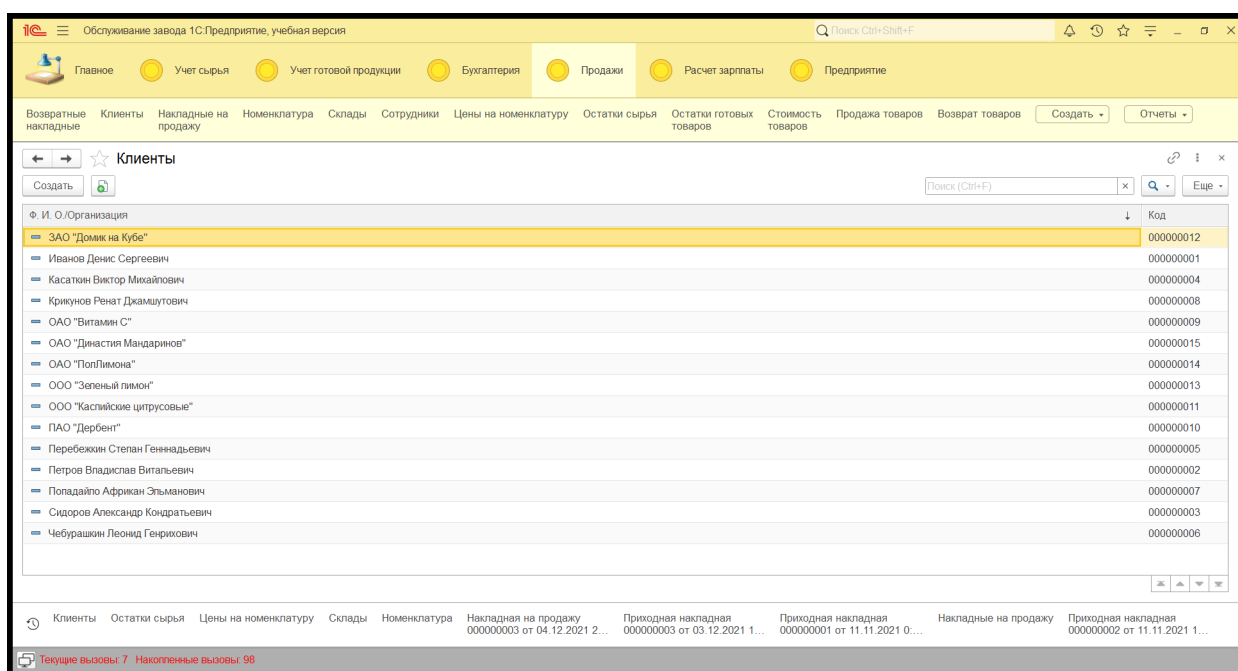 Обслуживание завода 1С:Предприятие, учебная версия
Поиск Ctrl+Shift+F
Главное Учет сырья Учет готовой продукции Бухгалтерия Продажи Расчет зарплаты Предприятие
Возвратные накладные Клиенты Накладные на продажу Номенклатура Склады Сотрудники Цены на номенклатуру Остатки сырья Остатки готовых товаров Стоимость товаров Продажа товаров Возврат товаров Создать Отчеты
Клиенты
Создать Поиск (Ctrl+F) Еще
Ф. И. О./Организация Код
ЗАО "Домик на Кубе" 000000012
Иванов Денис Сергеевич 000000001
Касаткин Виктор Михайлович 000000004
Крикунов Ренат Джамшутович 000000008
ОАО "Витамин С" 000000009
ОАО "Династия Мандаринов" 000000015
ОАО "ПопЛимона" 000000014
ООО "Зеленый лимон" 000000013
ООО "Каспийские цитрусовые" 000000011
ПАО "Дербент" 000000010
Перебежкин Степан Генннадьевич 000000005
Петров Владислав Витальевич 000000002
Попадайло Африкан Эльманович 000000007
Сидоров Александр Кондратьевич 000000003
Чебурашкин Леонид Генрихович 000000006
Клиенты Остатки сырья Цены на номенклатуру Склады Номенклатура Накладная на продажу 000000003 от 04.12.2021 2... Приходная накладная 000000003 от 03.12.2021 1... Приходная накладная 000000001 от 11.11.2021 0:... Накладные на продажу Приходная накладная 000000002 от 11.11.2021 1...
Текущие вызовы: 7 Накопленные вызовы: 98